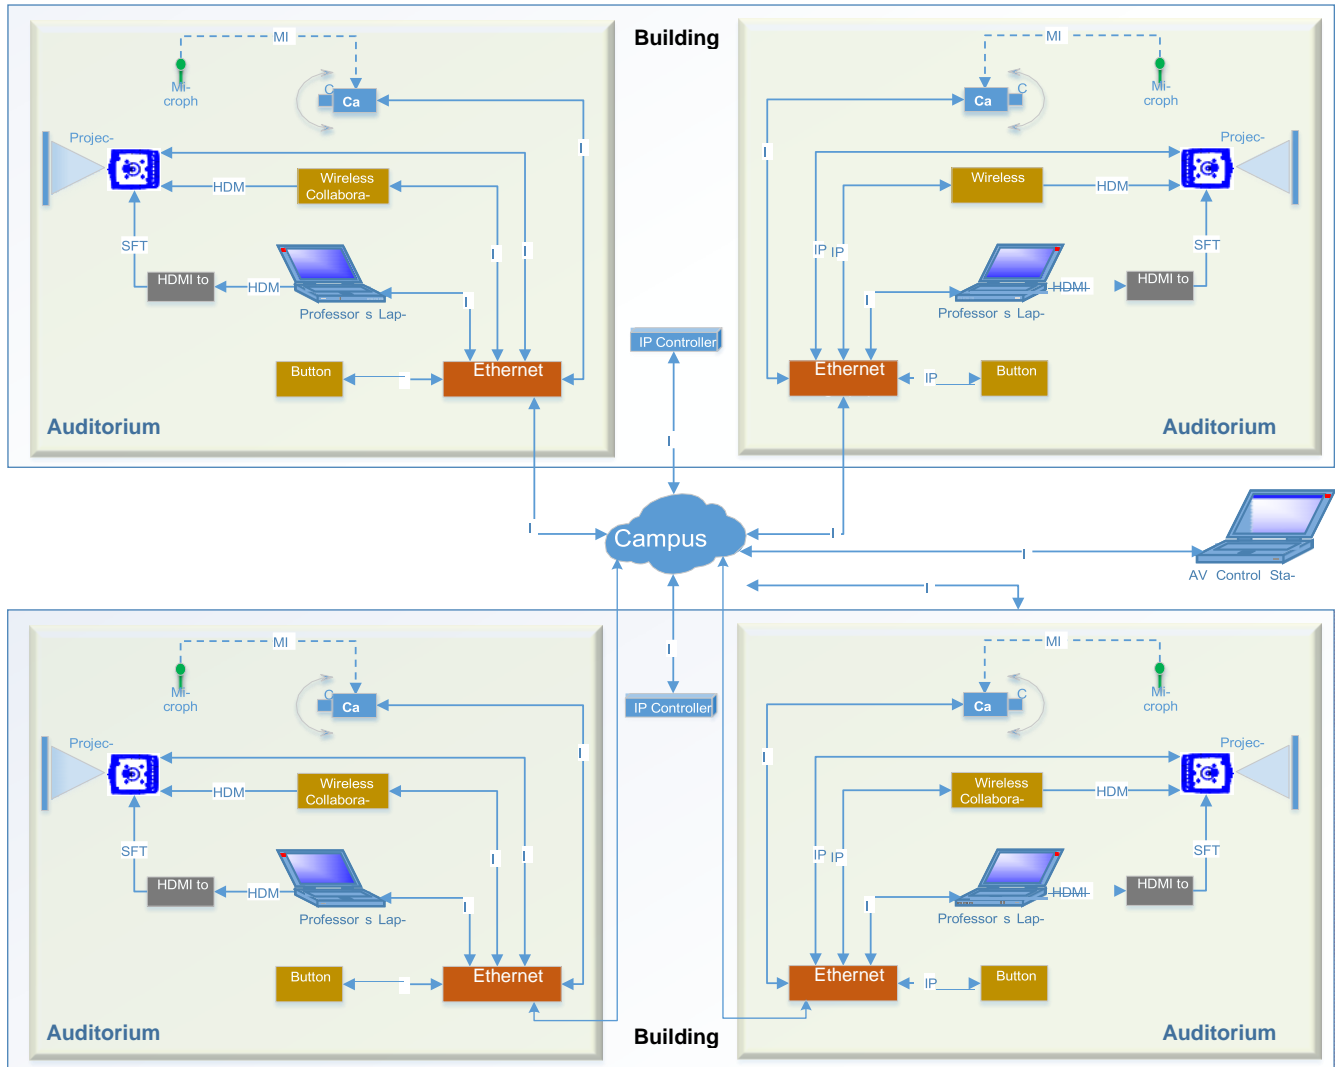 Building
MI
Mi-
croph
C
Ca
I
Projec-
Wireless
Collabora-
HDM
SFT
I
I
HDMI to
HDM
Professor s Lap-
I
Button
Ethernet
Auditorium
MI
Mi-
croph
C
Ca
I
Projec-
Wireless
HDM
SFT
IP
IP
HDMI
HDMI to
Professor s Lap-
I
Ethernet
IP
Button
Auditorium
IP Controller
I
I
I
Campus
I
AV Control Sta-
I
I
IP Controller
MI
Mi-
croph
C
Ca
I
Projec-
Wireless
Collabora-
HDM
SFT
I
I
HDMI to
HDM
Professor s Lap-
I
Button
Ethernet
Auditorium
MI
Mi-
croph
C
Ca
I
Projec-
Wireless
Collabora-
HDM
SFT
IP
IP
HDMI
HDMI to
Professor s Lap-
I
Ethernet
IP
Button
Auditorium
Building